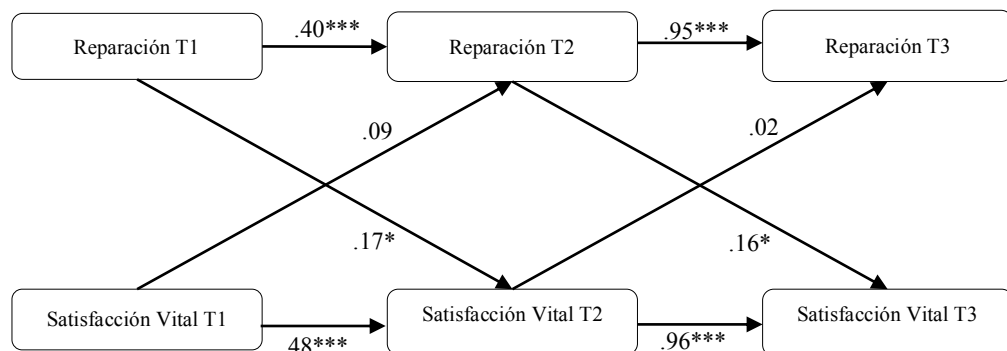 Reparación T1
.40***
Reparación T2
.95***
Reparación T3
.09
.02
.17*
.16*
Satisfacción Vital T1
.48***
Satisfacción Vital T2
.96***
Satisfacción Vital T3